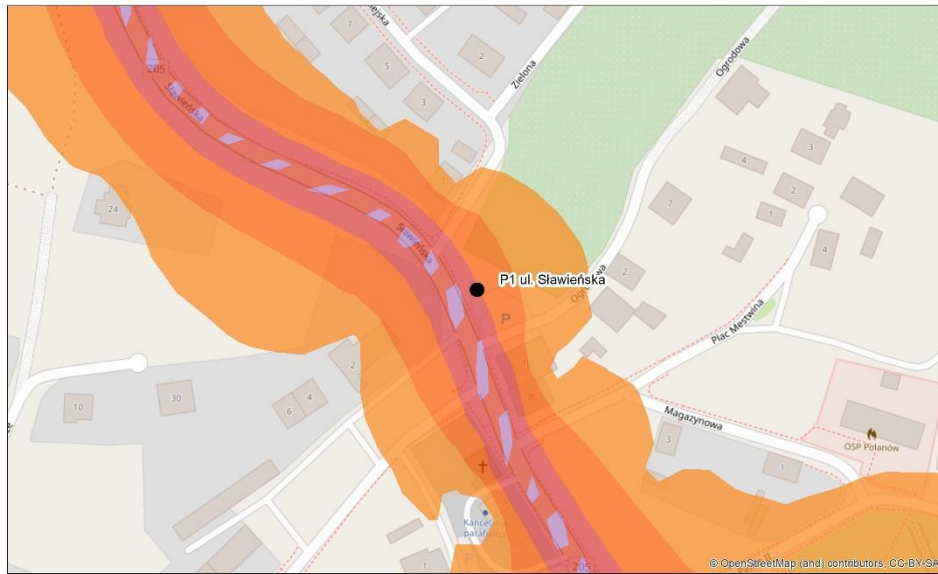 7
5
2
3
Zielona
Ogrodowa
205
Sławieńska
24
Sławieńska
P1 ul. Sławieńska
3
4
2
1
7
4
2
Ogrodowa
P
Plac Mestwina
2
4
6
30
10
Magazynowa
3
1
OSP Polanów
Kancelaria
parafialna
1
205
© OpenStreetMap (and) contributors, CC-BY-SA